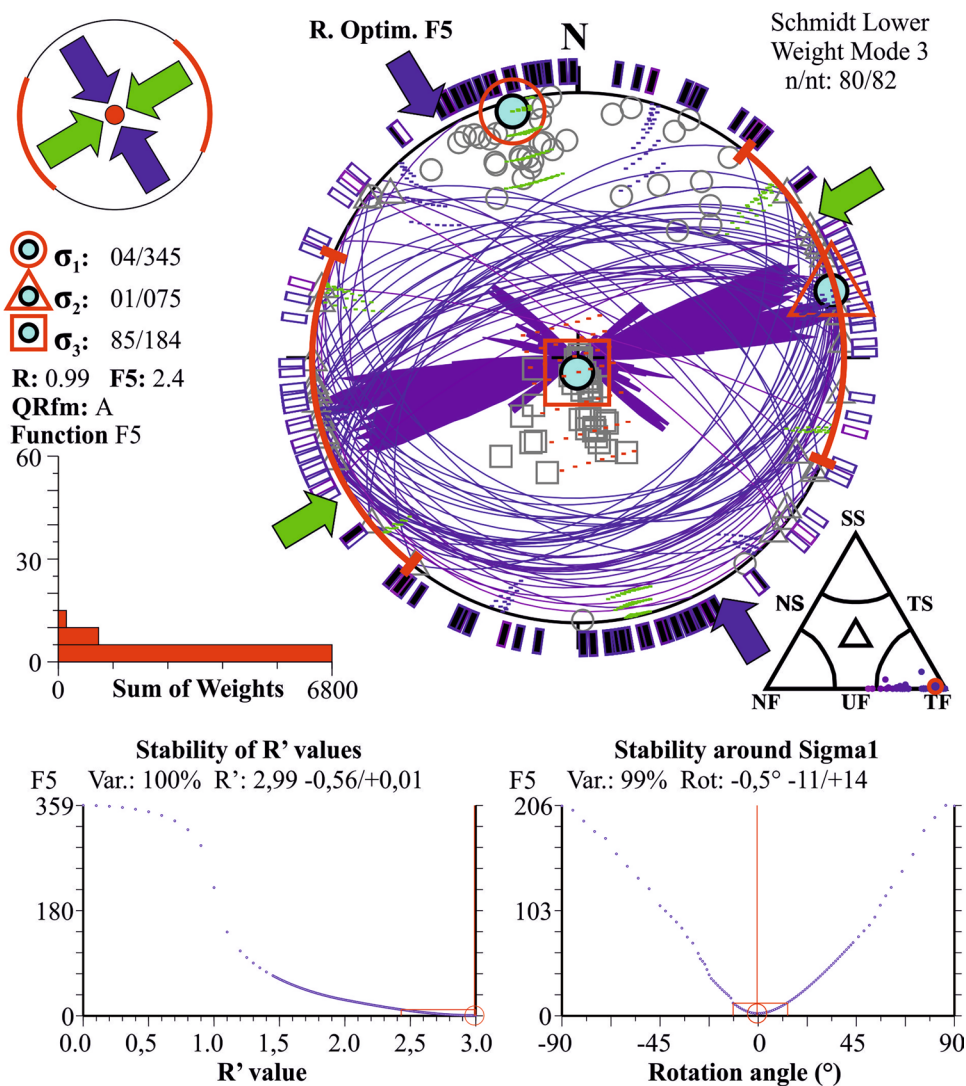 R. Optim. F5
N
Schmidt Lower
Weight Mode 3
n/nt: 80/82
σ1: 04/345
σ2: 01/075
σ3: 85/184
R: 0.99 F5: 2.4
QRfm: A
Function F5
60
30
0
0 Sum of Weights 6800
SS
NS TS
NF UF TF
Stability of R’ values
F5 Var.: 100% R’: 2,99 -0,56/+0,01
359
180
0
0.0 0,5 1.0 1,5 2.0 2,5 3.0
R’ value
Stability around Sigma1
F5 Var.: 99% Rot: -0,5° -11/+14
206
103
0
-90 -45 0 45 90
Rotation angle (°)